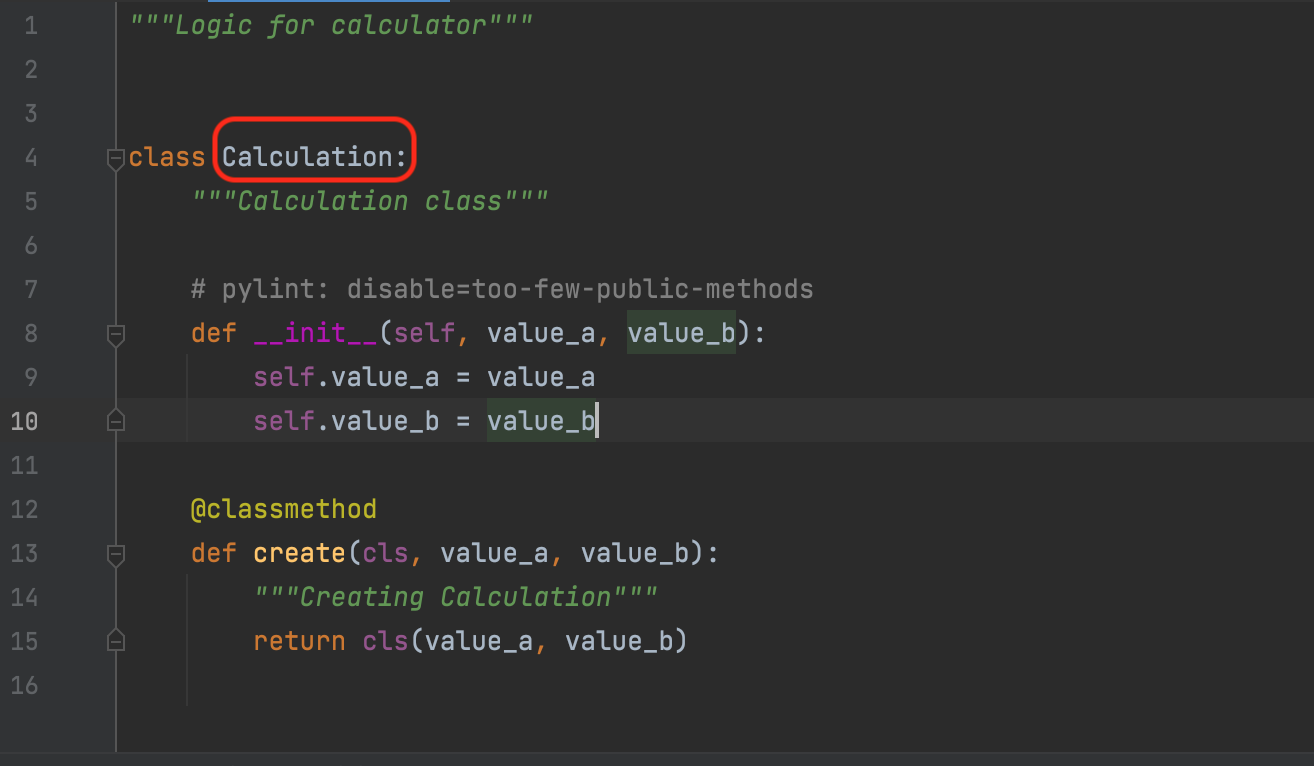 1 """Logic for calculator"""
2
3
4 class Calculation:
5     """Calculation class"""
6
7     # pylint: disable=too-few-public-methods
8     def __init__(self, value_a, value_b):
9         self.value_a = value_a
10         self.value_b = value_b
11
12     @classmethod
13     def create(cls, value_a, value_b):
14         """Creating Calculation"""
15         return cls(value_a, value_b)
16